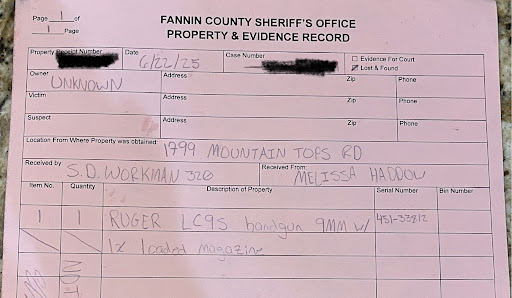 Page 1 of
1 Page
FANNIN COUNTY SHERIFF'S OFFICE
PROPERTY & EVIDENCE RECORD
Property Receipt Number
Date 6/22/25
Case Number
Evidence For Court
Lost & Found
Owner UNKNOWN
Address
Zip
Phone
Victim
Address
Zip
Phone
Suspect
Address
Zip
Phone
Location From Where Property was obtained: 1799 MOUNTAIN TOPS RD
Received by S.D. WORKMAN 320
Received From: MELISSA HADDOW
Item No. Quantity Description of Property Serial Number Bin Number
1 1 RUGER LC9S handgun 9MM w/ 451-33812
1x loaded magazine